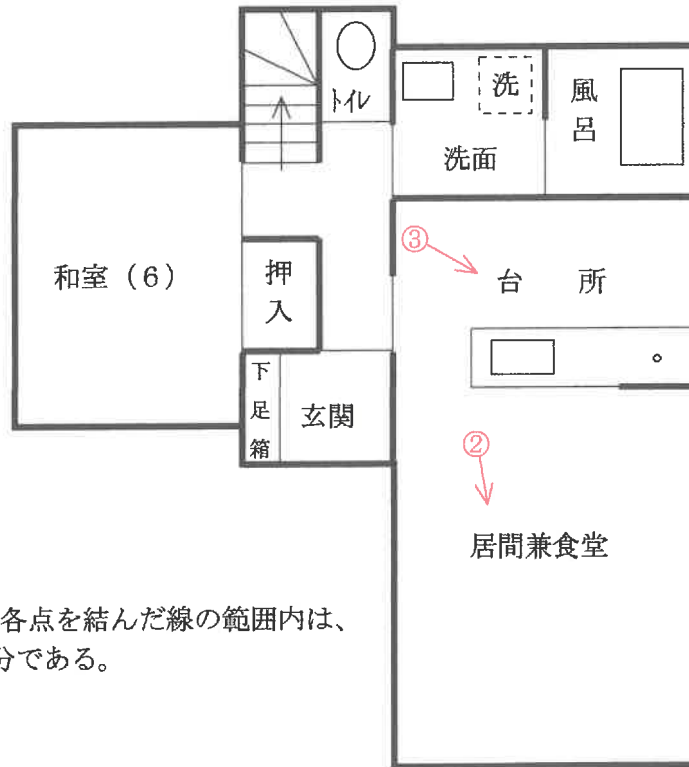 トイレ
洗
風呂
洗面
③
和室（6）
押入
台 所
下足箱
玄関
②
居間兼食堂
各点を結んだ線の範囲内は、
分である。